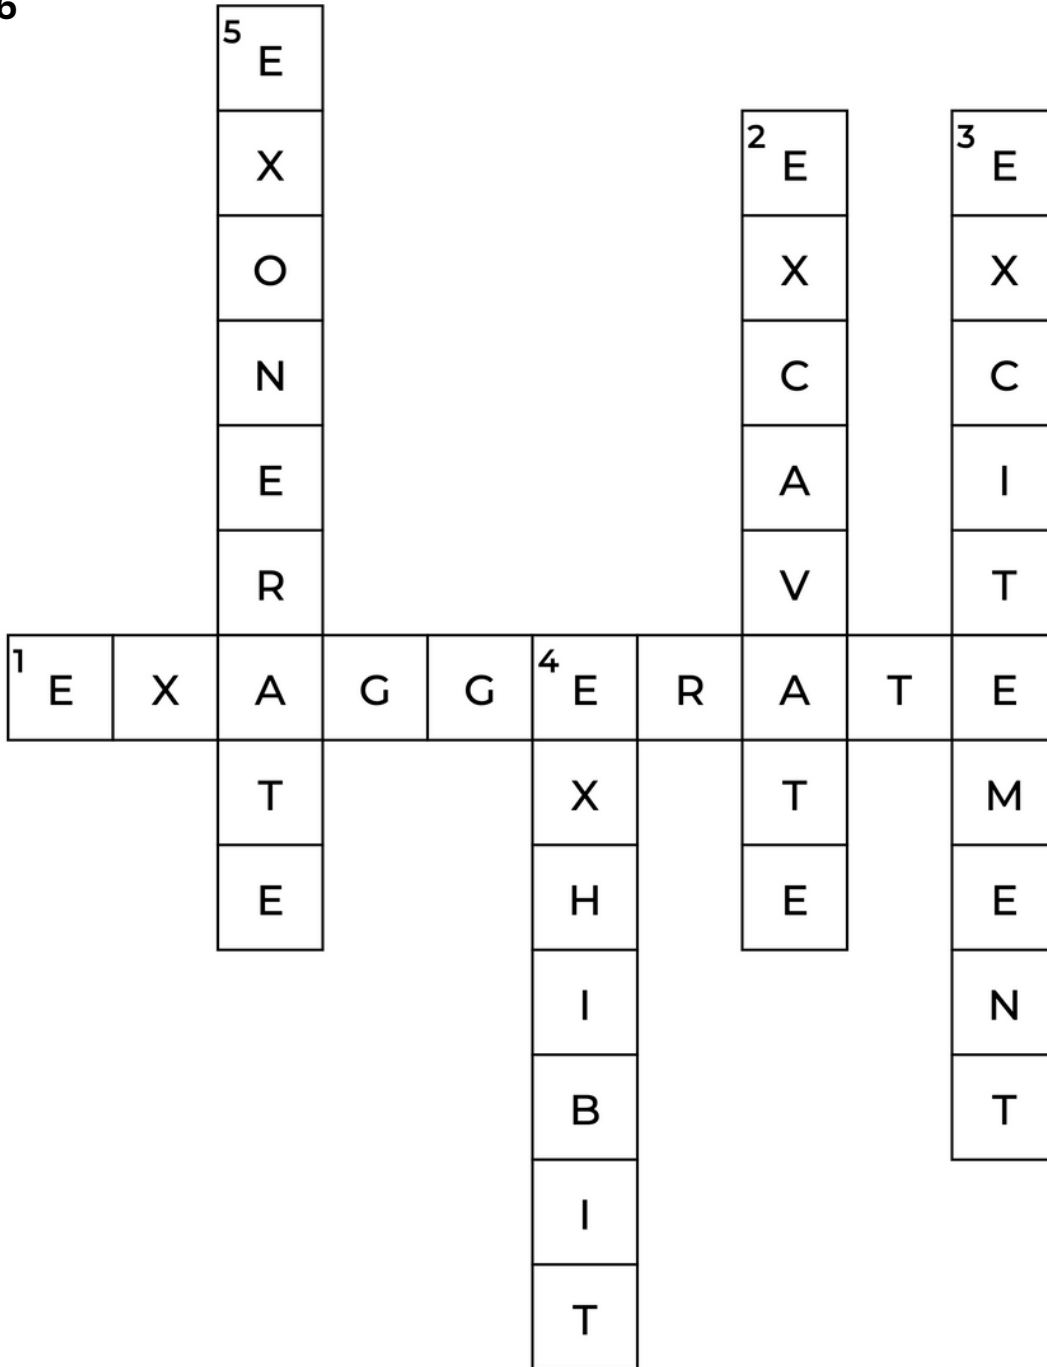 b
5 E
X 2 E 3 E
O X X
N C C
E A I
R V T
1 E X A G G 4 E R A T E
T X T M
E H E E
I N
B T
I
T